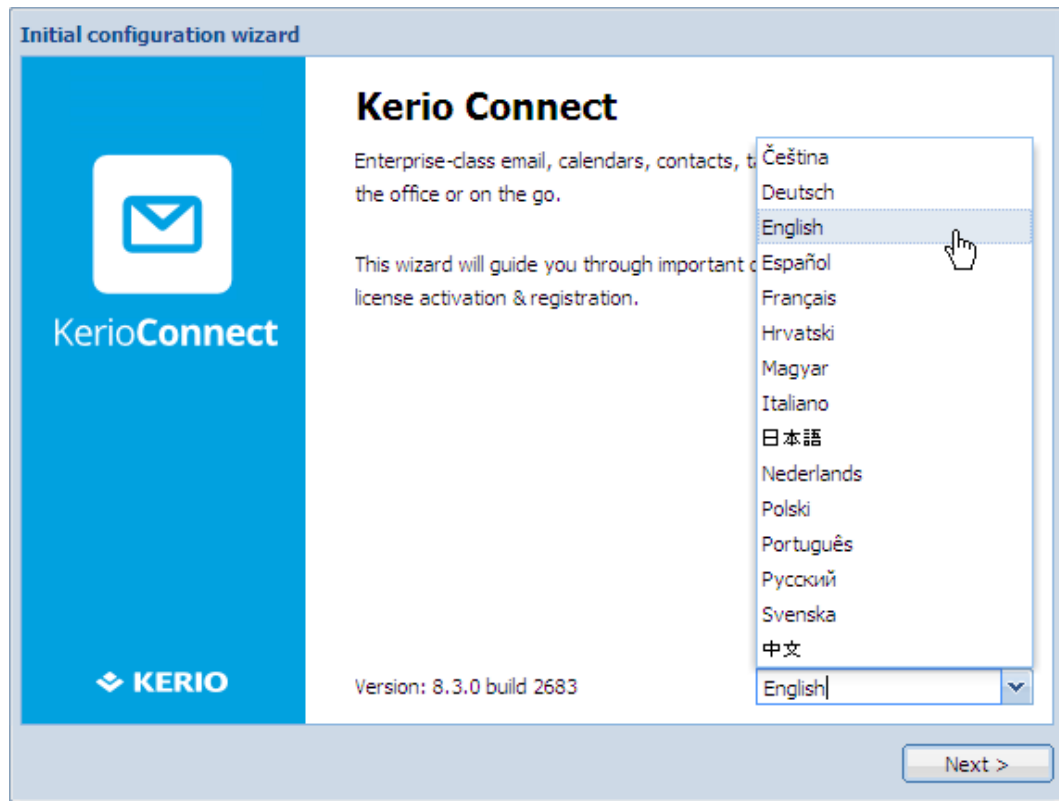 Initial configuration wizard
Kerio Connect
Enterprise-class email, calendars, contacts,
the office or on the go.
This wizard will guide you through important
license activation & registration.
KerioConnect
KERIO
Version: 8.3.0 build 2683
Čeština
Deutsch
English
Español
Français
Hrvatski
Magyar
Italiano
日本語
Nederlands
Polski
Português
Русский
Svenska
中文
English
Next >